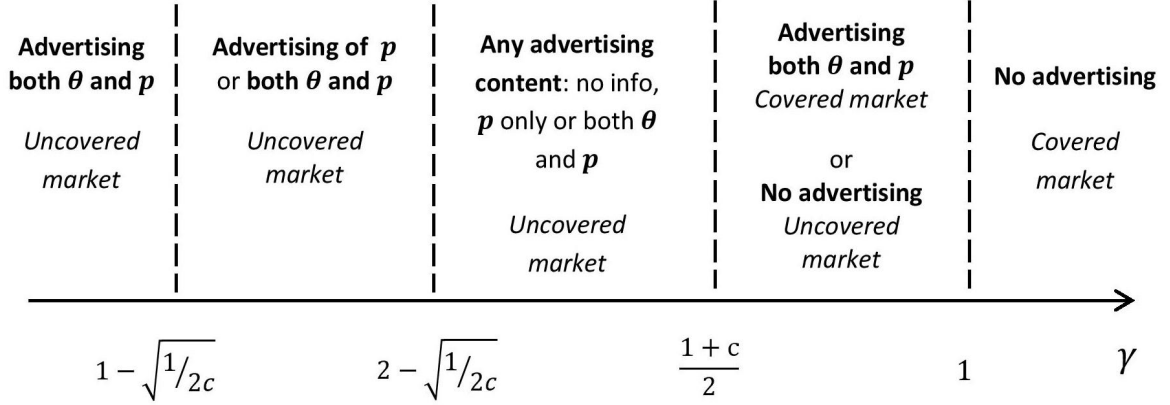 Advertising
both θ and p
Uncovered
market
Advertising of p
or both θ and p
Uncovered
market
Any advertising
content: no info,
p only or both θ
and p
Uncovered
market
Advertising
both θ and p
Covered market
or
No advertising
Uncovered
market
No advertising
Covered
market
1 − √1/2c
2 − √1/2c
1 + c
2
1
γ